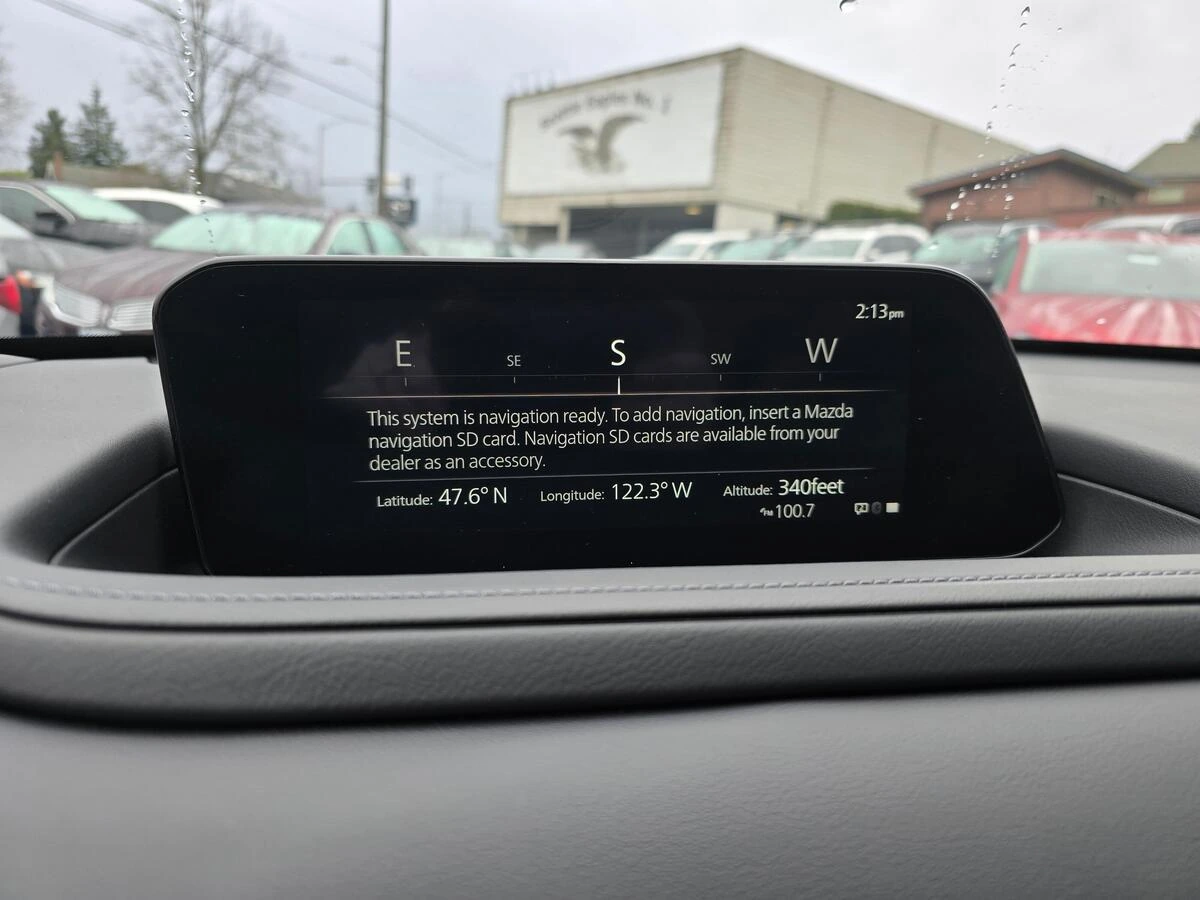 2:13pm
E SE S SW W
This system is navigation ready. To add navigation, insert a Mazda
navigation SD card. Navigation SD cards are available from your
dealer as an accessory.
Latitude: 47.6° N Longitude: 122.3° W Altitude: 340feet
FM 100.7